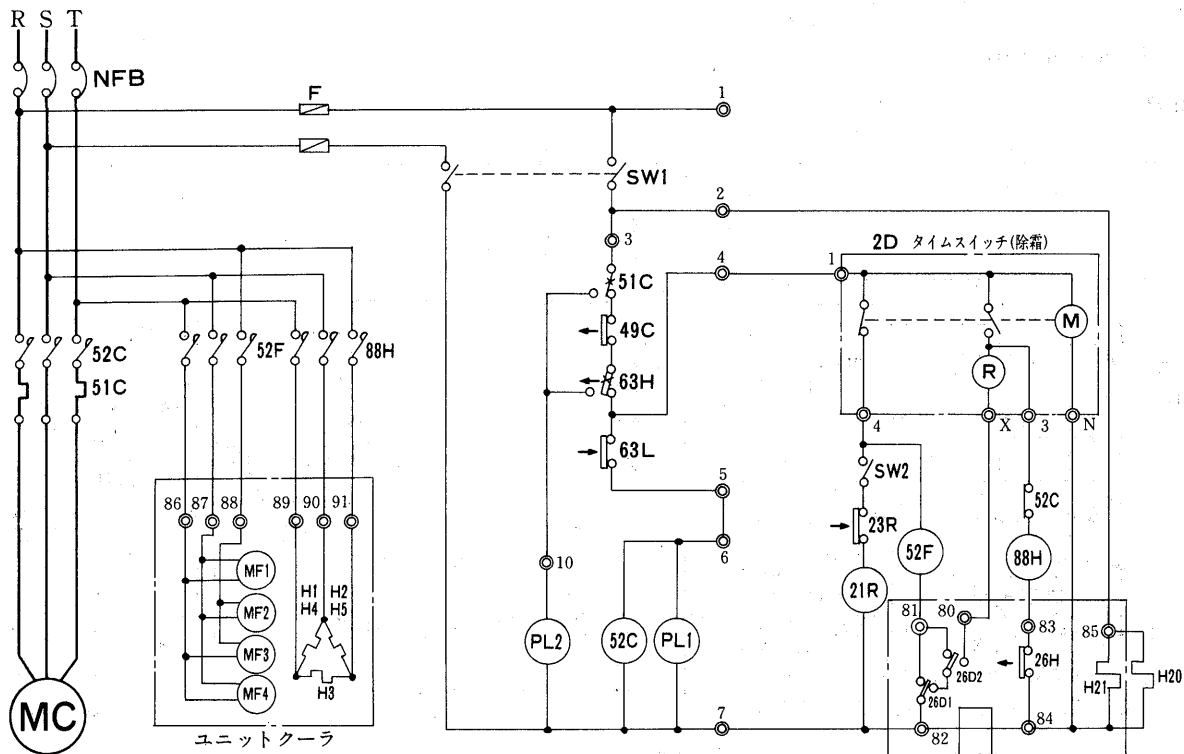 R S T
NFB
F
1
SW1
2
3
2D タイムスイッチ(除霜)
4
1
51C
49C
M
52C
52F
88H
63H
R
51C
4
X
3
N
63L
SW2
5
52C
86
87
88
89
90
91
23R
6
52F
10
88H
MF1
H1
H2
H4
H5
21R
81
80
83
85
MF2
PL2
52C
PL1
26H
MF3
26D2
H21
H20
H3
26D1
MF4
MC
7
82
84
ユニットクーラ